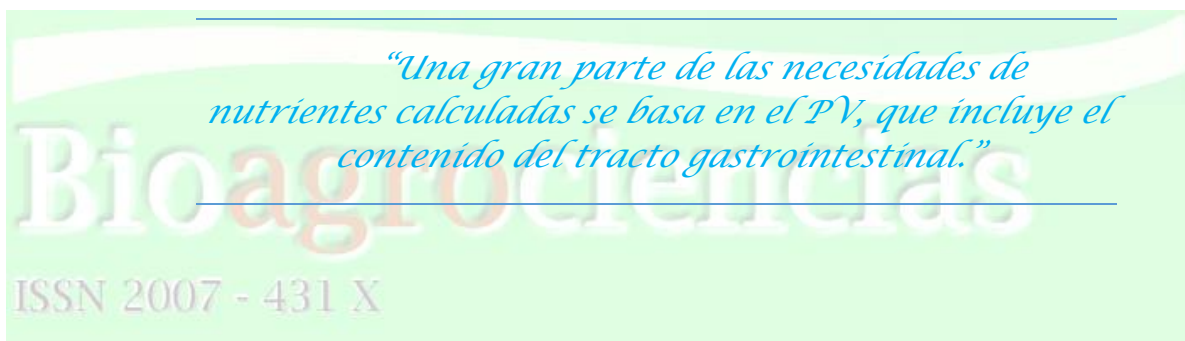 “Una gran parte de las necesidades de
nutrientes calculadas se basa en el PV, que incluye el
contenido del tracto gastrointestinal.”
Bioagrociencias
ISSN 2007 - 431 X